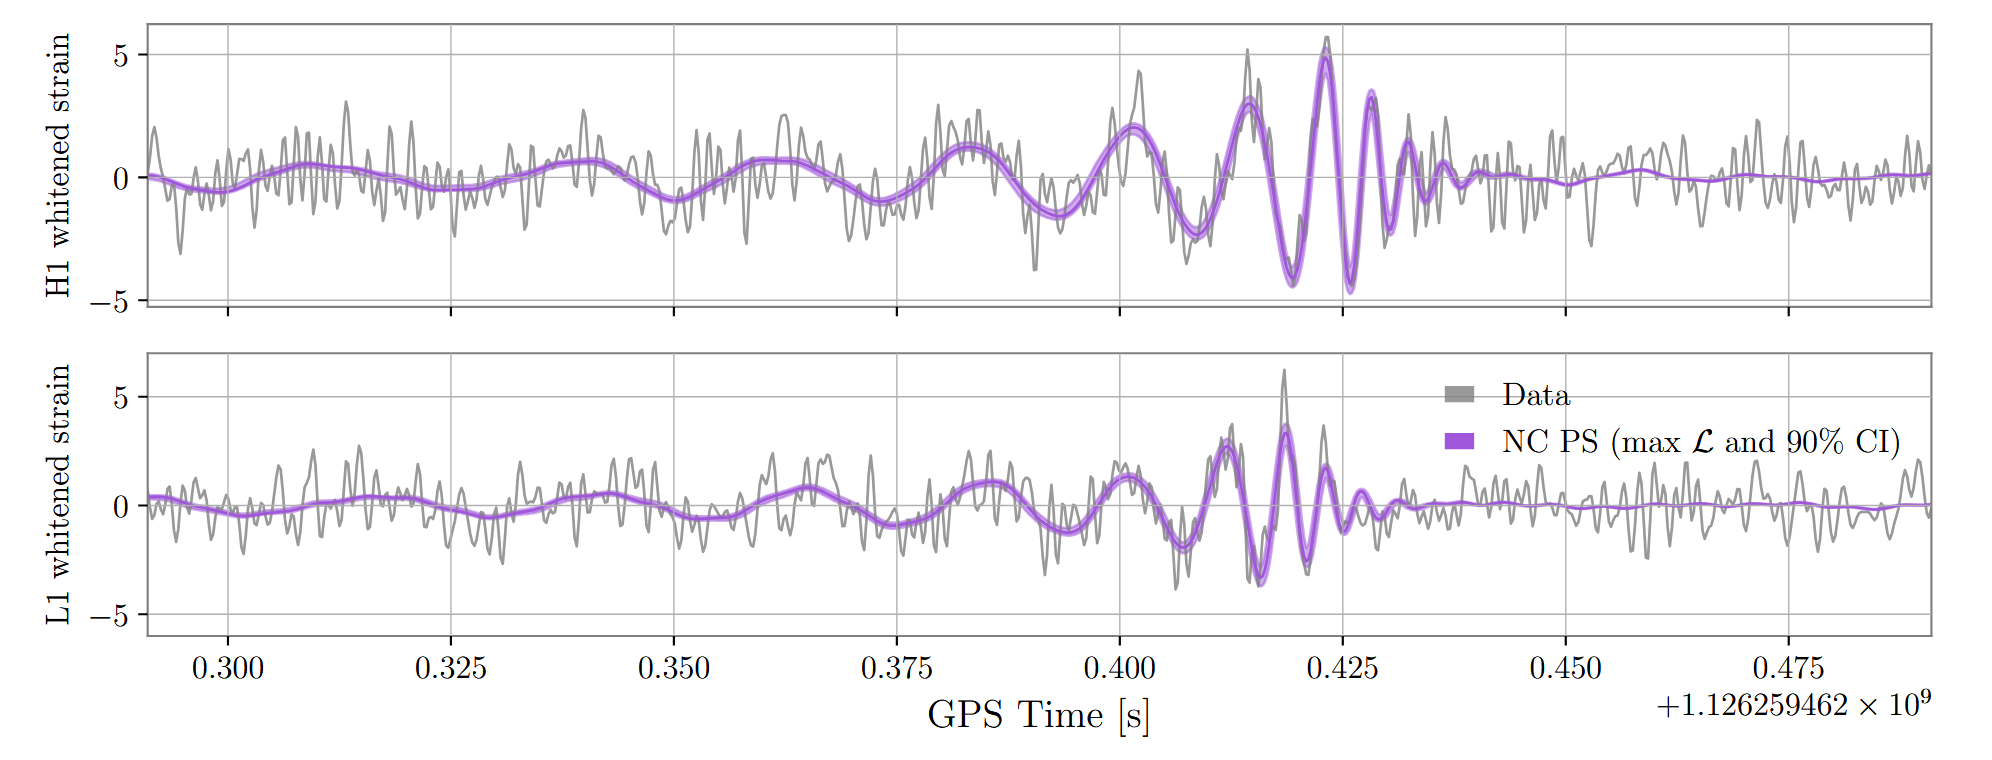 H1 whitened strain
5
0
−5
L1 whitened strain
5
0
−5
Data
NC PS (max ℒ and 90% CI)
0.300 0.325 0.350 0.375 0.400 0.425 0.450 0.475
+1.126259462 × 10⁹
GPS Time [s]